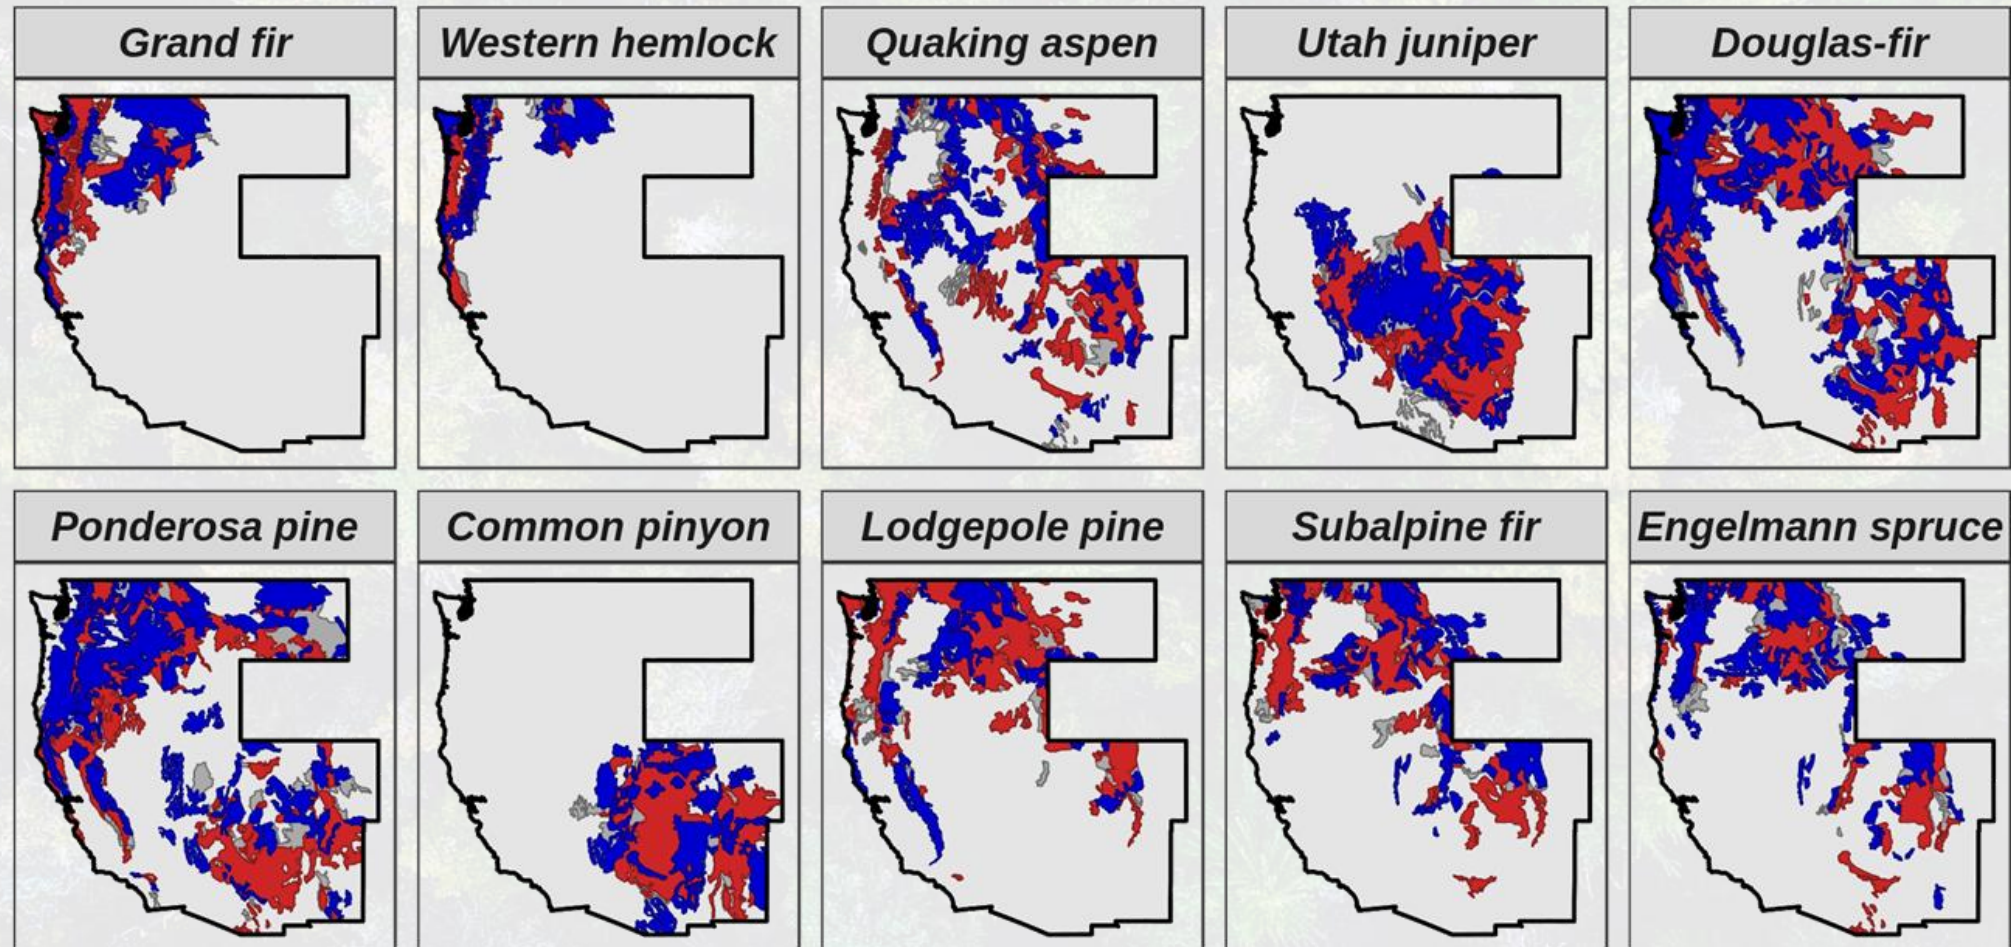 Grand fir
Western hemlock
Quaking aspen
Utah juniper
Douglas-fir
Ponderosa pine
Common pinyon
Lodgepole pine
Subalpine fir
Engelmann spruce